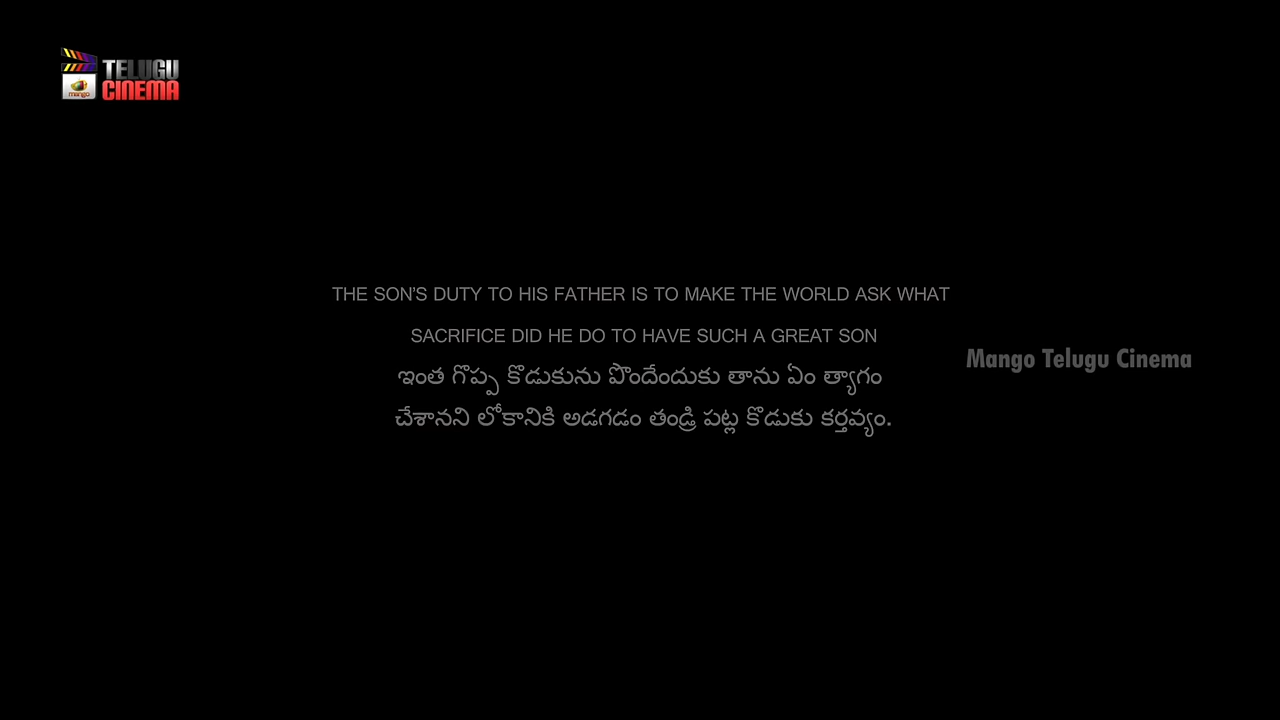 TELUGU
CINEMA
mango
THE SON'S DUTY TO HIS FATHER IS TO MAKE THE WORLD ASK WHAT
SACRIFICE DID HE DO TO HAVE SUCH A GREAT SON
Mango Telugu Cinema
ఇంత గొప్ప కొడుకును పొందేందుకు తాను ఏం త్యాగం
చేశానని లోకానికి అడగడం తండ్రి పట్ల కొడుకు కర్తవ్యం.